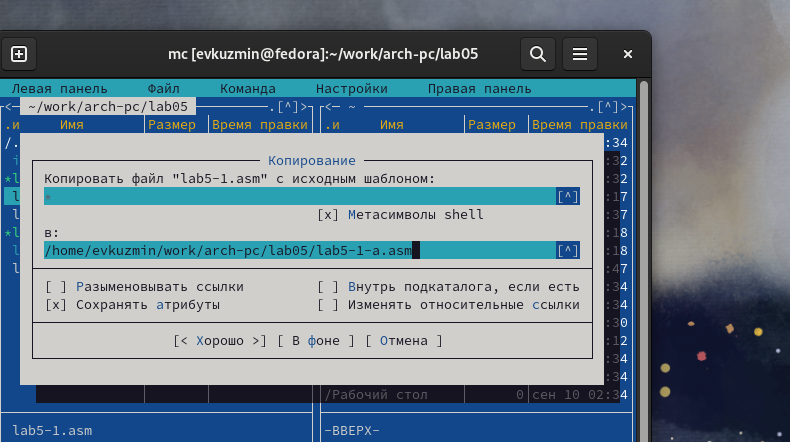 mc [evkuzmin@fedora]:~/work/arch-pc/lab05
Левая панель Файл Команда Настройки Правая панель
<─ ~/work/arch-pc/lab05 .[^]> <─ ~ .[^]>
.и Имя Размер Время правки .и Имя Размер Время правки
/. :34
Копирование
Копировать файл "lab5-1.asm" с исходным шаблоном:
* [^]
[x] Метасимволы shell
в:
/home/evkuzmin/work/arch-pc/lab05/lab5-1-a.asm [^]
[ ] Разыменовывать ссылки [ ] Внутрь подкаталога, если есть
[x] Сохранять атрибуты [ ] Изменять относительные ссылки
[< Хорошо >] [ В фоне ] [ Отмена ]
/Рабочий стол 0 сен 10 02:34
lab5-1.asm -ВВЕРХ-